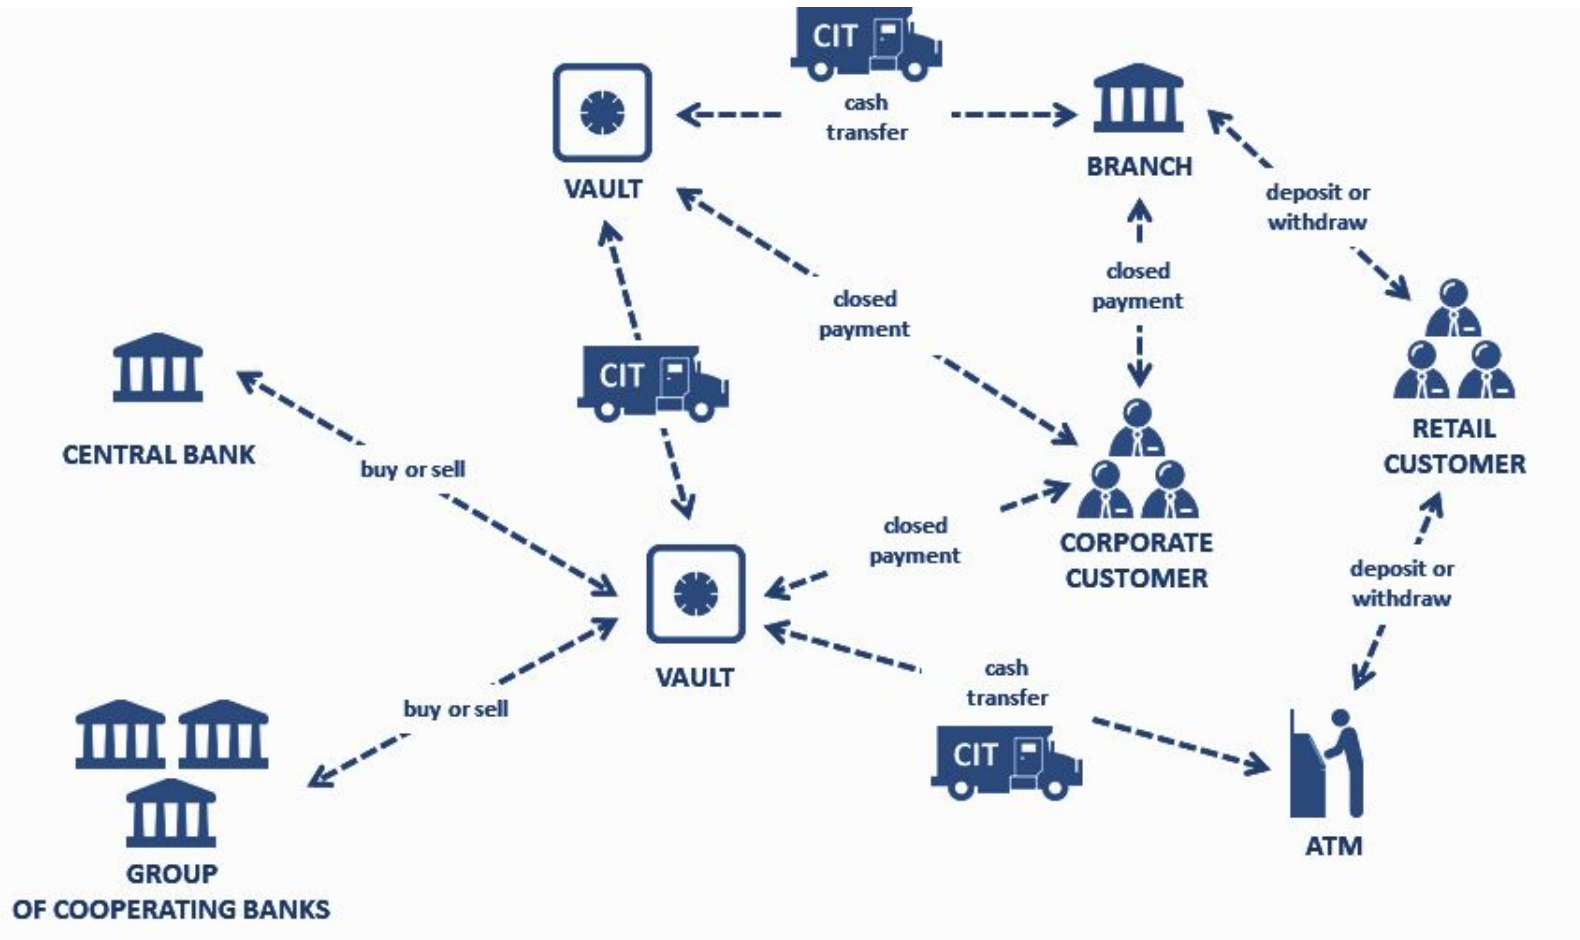 CIT
cash
transfer
VAULT
BRANCH
deposit or
withdraw
closed
payment
closed
payment
CIT
CENTRAL BANK
buy or sell
RETAIL
CUSTOMER
closed
payment
CORPORATE
CUSTOMER
deposit or
withdraw
VAULT
cash
transfer
buy or sell
CIT
ATM
GROUP
OF COOPERATING BANKS